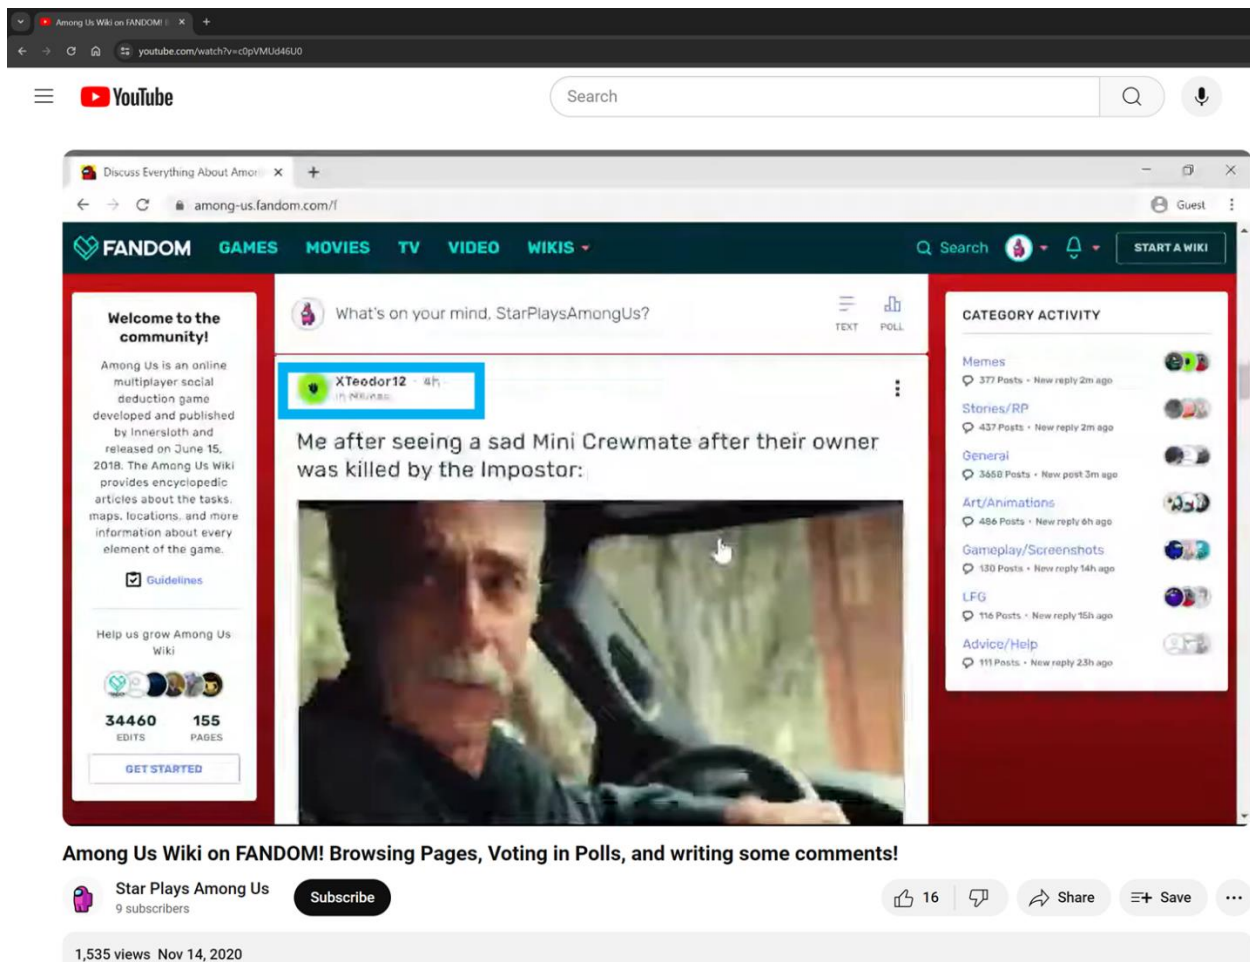 Among Us Wiki on FANDOM!
youtube.com/watch?v=c0pVMUd46U0
YouTube
Search
Discuss Everything About Amon
among-us.fandom.com/f
Guest
FANDOM GAMES MOVIES TV VIDEO WIKIS Search START A WIKI
Welcome to the
community!
Among Us is an online
multiplayer social
deduction game
developed and published
by Innersloth and
released on June 15,
2018. The Among Us Wiki
provides encyclopedic
articles about the tasks,
maps, locations, and more
information about every
element of the game.
Guidelines
Help us grow Among Us
Wiki
34460 155
EDITS PAGES
GET STARTED
What's on your mind, StarPlaysAmongUs?
TEXT POLL
XTeodor12 · 4h
in Memes
Me after seeing a sad Mini Crewmate after their owner
was killed by the Impostor:
CATEGORY ACTIVITY
Memes
377 Posts • New reply 2m ago
Stories/RP
437 Posts • New reply 2m ago
General
3658 Posts • New post 3m ago
Art/Animations
486 Posts • New reply 6h ago
Gameplay/Screenshots
130 Posts • New reply 14h ago
LFG
116 Posts • New reply 15h ago
Advice/Help
111 Posts • New reply 23h ago
Among Us Wiki on FANDOM! Browsing Pages, Voting in Polls, and writing some comments!
Star Plays Among Us
9 subscribers
Subscribe
16
Share
Save
1,535 views Nov 14, 2020